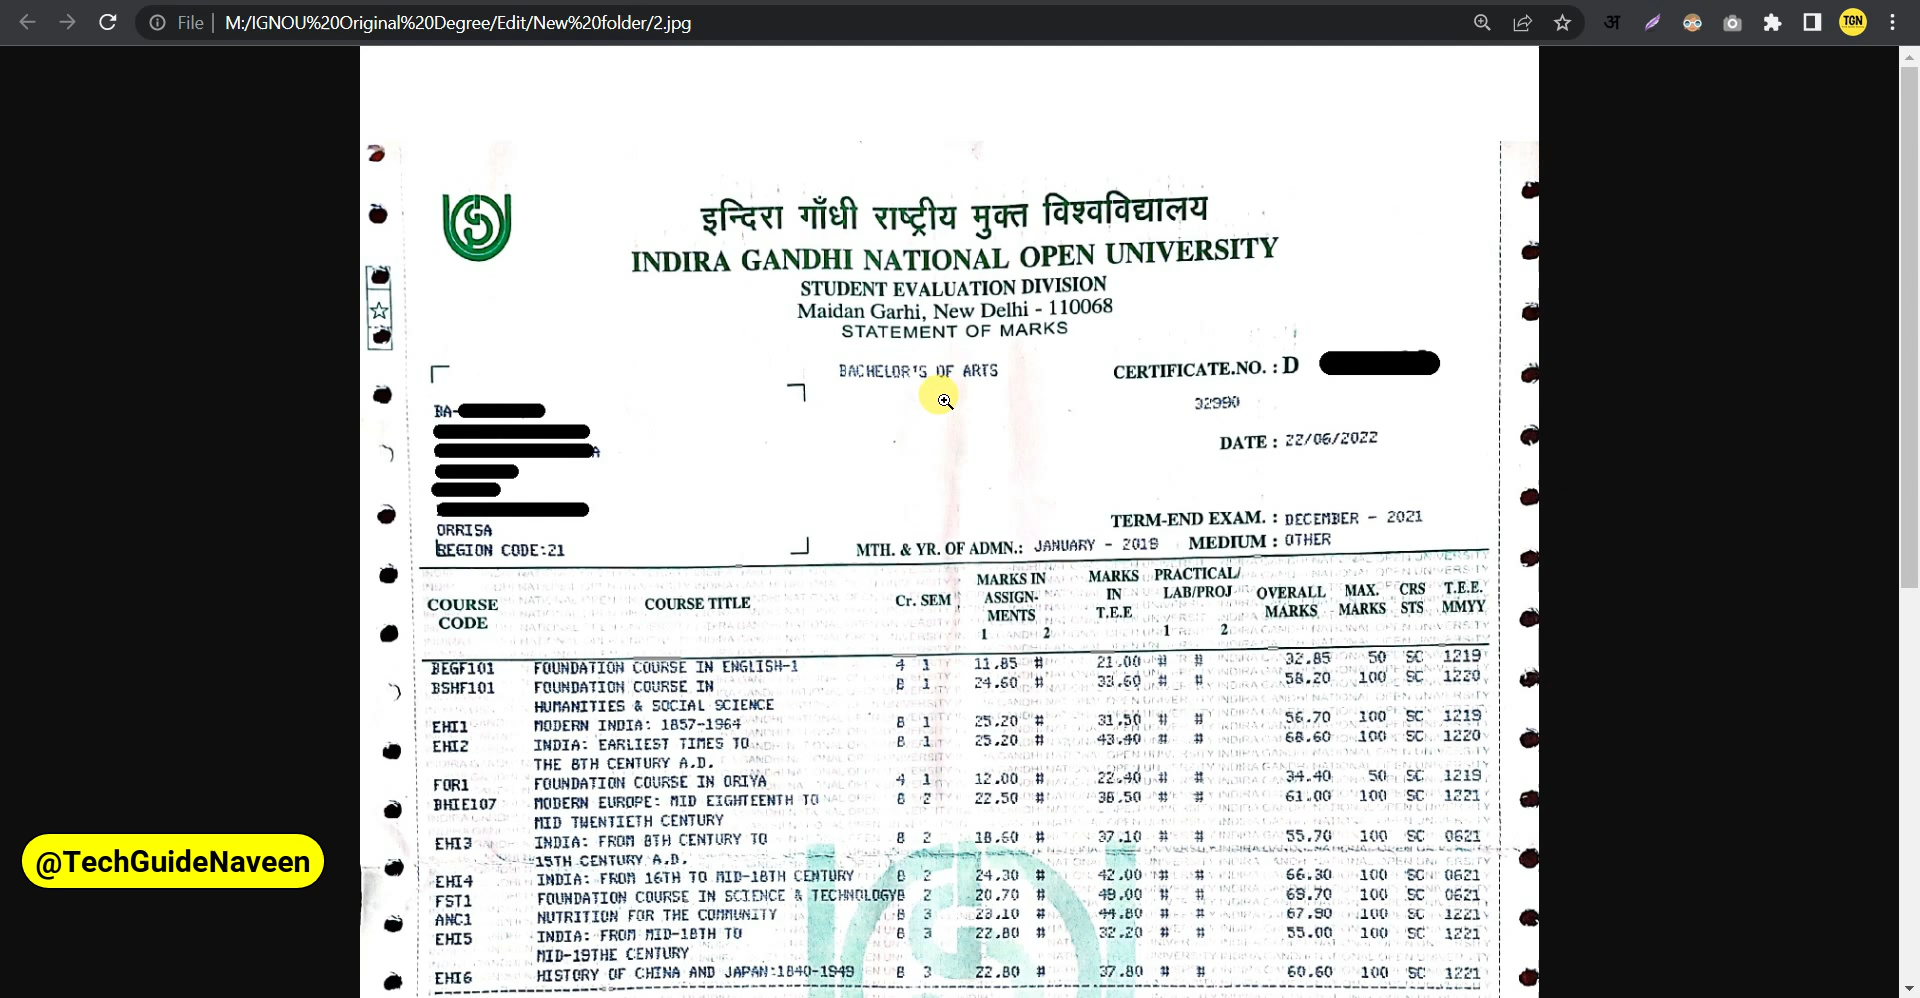 File | M:/IGNOU%20Original%20Degree/Edit/New%20folder/2.jpg
TGN
इन्दिरा गाँधी राष्ट्रीय मुक्त विश्वविद्यालय
INDIRA GANDHI NATIONAL OPEN UNIVERSITY
STUDENT EVALUATION DIVISION
Maidan Garhi, New Delhi - 110068
STATEMENT OF MARKS
BACHELOR'S OF ARTS
CERTIFICATE.NO. : D
BA-
32990
DATE : 22/06/2022
A
ORRISA
REGION CODE:21
TERM-END EXAM. : DECEMBER - 2021
MTH. & YR. OF ADMN.: JANUARY - 2019 MEDIUM : OTHER
COURSE CODE COURSE TITLE Cr. SEM MARKS IN ASSIGN-MENTS 1 2 MARKS IN T.E.E PRACTICAL/ LAB/PROJ 1 2 OVERALL MARKS MAX. MARKS CRS STS T.E.E. MMYY
BEGF101 FOUNDATION COURSE IN ENGLISH-1 4 1 11.85 # 21.00 # # 32.85 50 SC 1219
BSHF101 FOUNDATION COURSE IN 8 1 24.60 # 33.60 # # 58.20 100 SC 1220
HUMANITIES & SOCIAL SCIENCE
EHI1 MODERN INDIA: 1857-1964 8 1 25.20 # 31.50 # # 56.70 100 SC 1219
EHI2 INDIA: EARLIEST TIMES TO 8 1 25.20 # 43.40 # # 68.60 100 SC 1220
THE 8TH CENTURY A.D.
FOR1 FOUNDATION COURSE IN ORIYA 4 1 12.00 # 22.40 # # 34.40 50 SC 1219
BHIE107 MODERN EUROPE: MID EIGHTEENTH TO 8 2 22.50 # 38.50 # # 61.00 100 SC 1221
MID TWENTIETH CENTURY
EHI3 INDIA: FROM 8TH CENTURY TO 8 2 18.60 # 37.10 # # 55.70 100 SC 0621
15TH CENTURY A.D.
EHI4 INDIA: FROM 16TH TO MID-18TH CENTURY 8 2 24.30 # 42.00 # # 66.30 100 SC 0621
FST1 FOUNDATION COURSE IN SCIENCE & TECHNOLOGY 8 2 20.70 # 49.00 # # 69.70 100 SC 0621
ANC1 NUTRITION FOR THE COMMUNITY 8 3 23.10 # 44.80 # # 67.90 100 SC 1221
EHI5 INDIA: FROM MID-18TH TO 8 3 22.80 # 32.20 # # 55.00 100 SC 1221
MID-19THE CENTURY
EHI6 HISTORY OF CHINA AND JAPAN:1840-1949 8 3 22.80 # 37.80 # # 60.60 100 SC 1221
@TechGuideNaveen